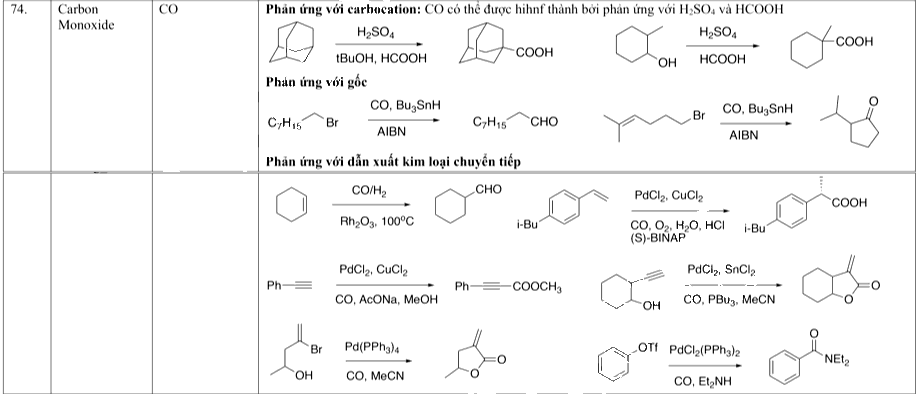 74. Carbon Monoxide CO Phản ứng với carbocation: CO có thể được hihnf thành bởi phản ứng với H₂SO₄ và HCOOH
H₂SO₄
tBuOH, HCOOH
COOH
OH
H₂SO₄
HCOOH
COOH
Phản ứng với gốc
C₇H₁₅ Br
CO, Bu₃SnH
AIBN
C₇H₁₅ CHO
Br
CO, Bu₃SnH
AIBN
O
Phản ứng với dẫn xuất kim loại chuyển tiếp
CO/H₂
Rh₂O₃, 100°C
CHO
i-Bu
PdCl₂, CuCl₂
CO, O₂, H₂O, HCl
(S)-BINAP
i-Bu
COOH
Ph
PdCl₂, CuCl₂
CO, AcONa, MeOH
Ph COOCH₃
OH
PdCl₂, SnCl₂
CO, PBu₃, MeCN
O
O
Br
OH
Pd(PPh₃)₄
CO, MeCN
O
O
OTf
PdCl₂(PPh₃)₂
CO, Et₂NH
O
NEt₂